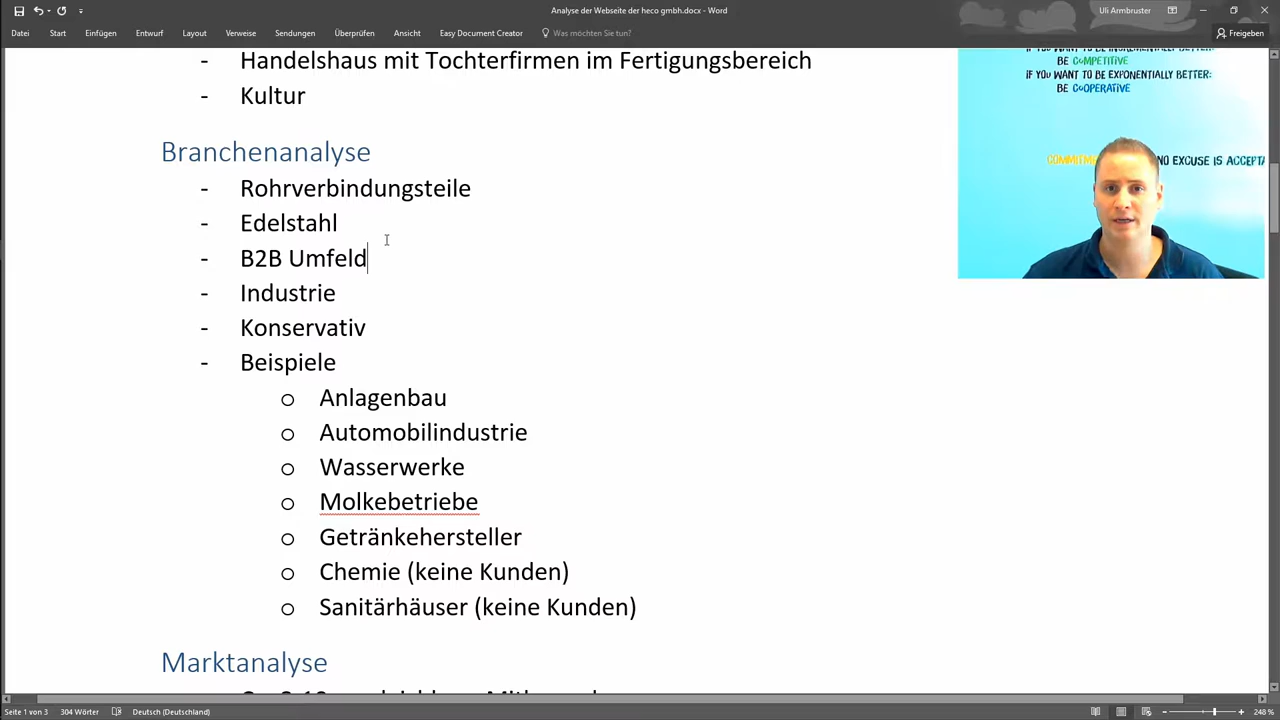 Analyse der Webseite der heco gmbh.docx - Word
Uli Armbruster
Datei Start Einfügen Entwurf Layout Verweise Sendungen Überprüfen Ansicht Easy Document Creator Was möchten Sie tun? Freigeben
- Handelshaus mit Tochterfirmen im Fertigungsbereich
- Kultur
BE COMPETITIVE
IF YOU WANT TO BE EXPONENTIALLY BETTER:
BE COOPERATIVE
NO EXCUSE IS ACCEPTA
Branchenanalyse
- Rohrverbindungsteile
- Edelstahl
- B2B Umfeld
- Industrie
- Konservativ
- Beispiele
o Anlagenbau
o Automobilindustrie
o Wasserwerke
o Molkebetriebe
o Getränkehersteller
o Chemie (keine Kunden)
o Sanitärhäuser (keine Kunden)
Marktanalyse
Seite 1 von 3 304 Wörter Deutsch (Deutschland) 248 %